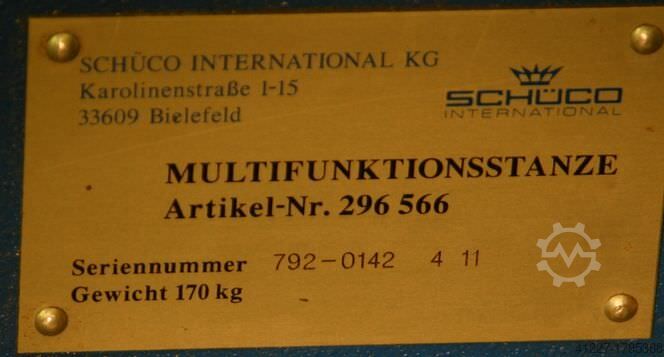 SCHÜCO INTERNATIONAL KG
Karolinenstraße 1-15
33609 Bielefeld
SCHÜCO
INTERNATIONAL
MULTIFUNKTIONSSTANZE
Artikel-Nr. 296 566
Seriennummer 792-0142 4 11
Gewicht 170 kg